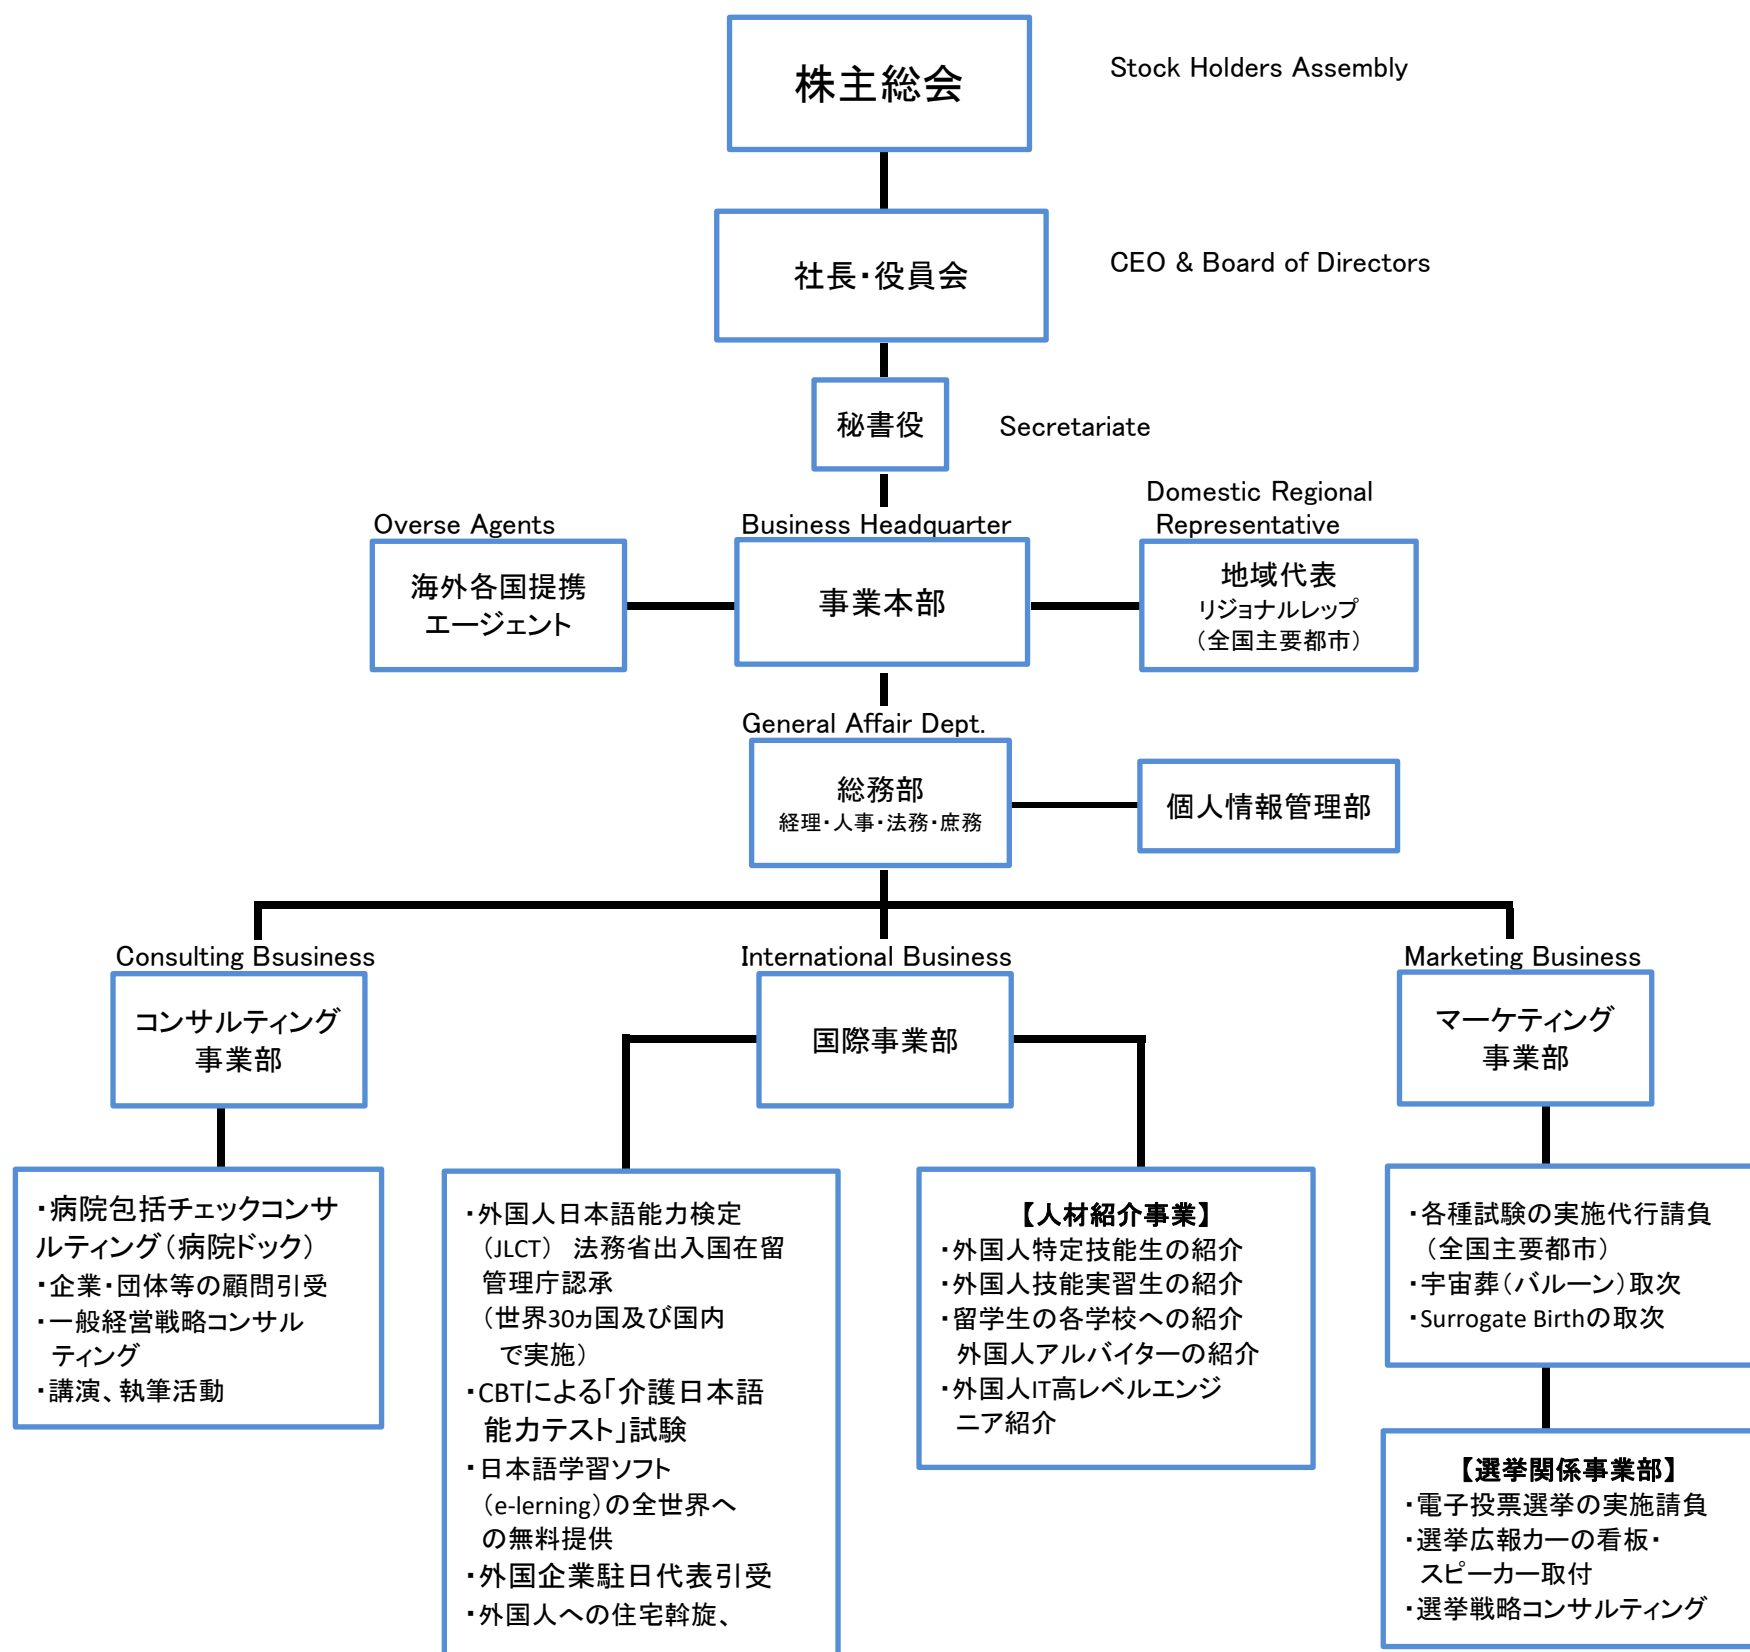 株主総会
Stock Holders Assembly
社長・役員会
CEO & Board of Directors
秘書役
Secretariate
Overse Agents
海外各国提携
エージェント
Business Headquarter
事業本部
Domestic Regional
Representative
地域代表
リジョナルレップ
（全国主要都市）
General Affair Dept.
総務部
経理・人事・法務・庶務
個人情報管理部
Consulting Bsusiness
コンサルティング
事業部
International Business
国際事業部
Marketing Business
マーケティング
事業部
・病院包括チェックコンサ
ルティング（病院ドック）
・企業・団体等の顧問引受
・一般経営戦略コンサル
ティング
・講演、執筆活動
・外国人日本語能力検定
（JLCT） 法務省出入国在留
管理庁認承
（世界30ヵ国及び国内
で実施）
・CBTによる「介護日本語
能力テスト」試験
・日本語学習ソフト
（e-lerning）の全世界へ
の無料提供
・外国企業駐日代表引受
・外国人への住宅斡旋、
【人材紹介事業】
・外国人特定技能生の紹介
・外国人技能実習生の紹介
・留学生の各学校への紹介
外国人アルバイターの紹介
・外国人IT高レベルエンジ
ニア紹介
・各種試験の実施代行請負
（全国主要都市）
・宇宙葬（バルーン）取次
・Surrogate Birthの取次
【選挙関係事業部】
・電子投票選挙の実施請負
・選挙広報カーの看板・
スピーカー取付
・選挙戦略コンサルティング